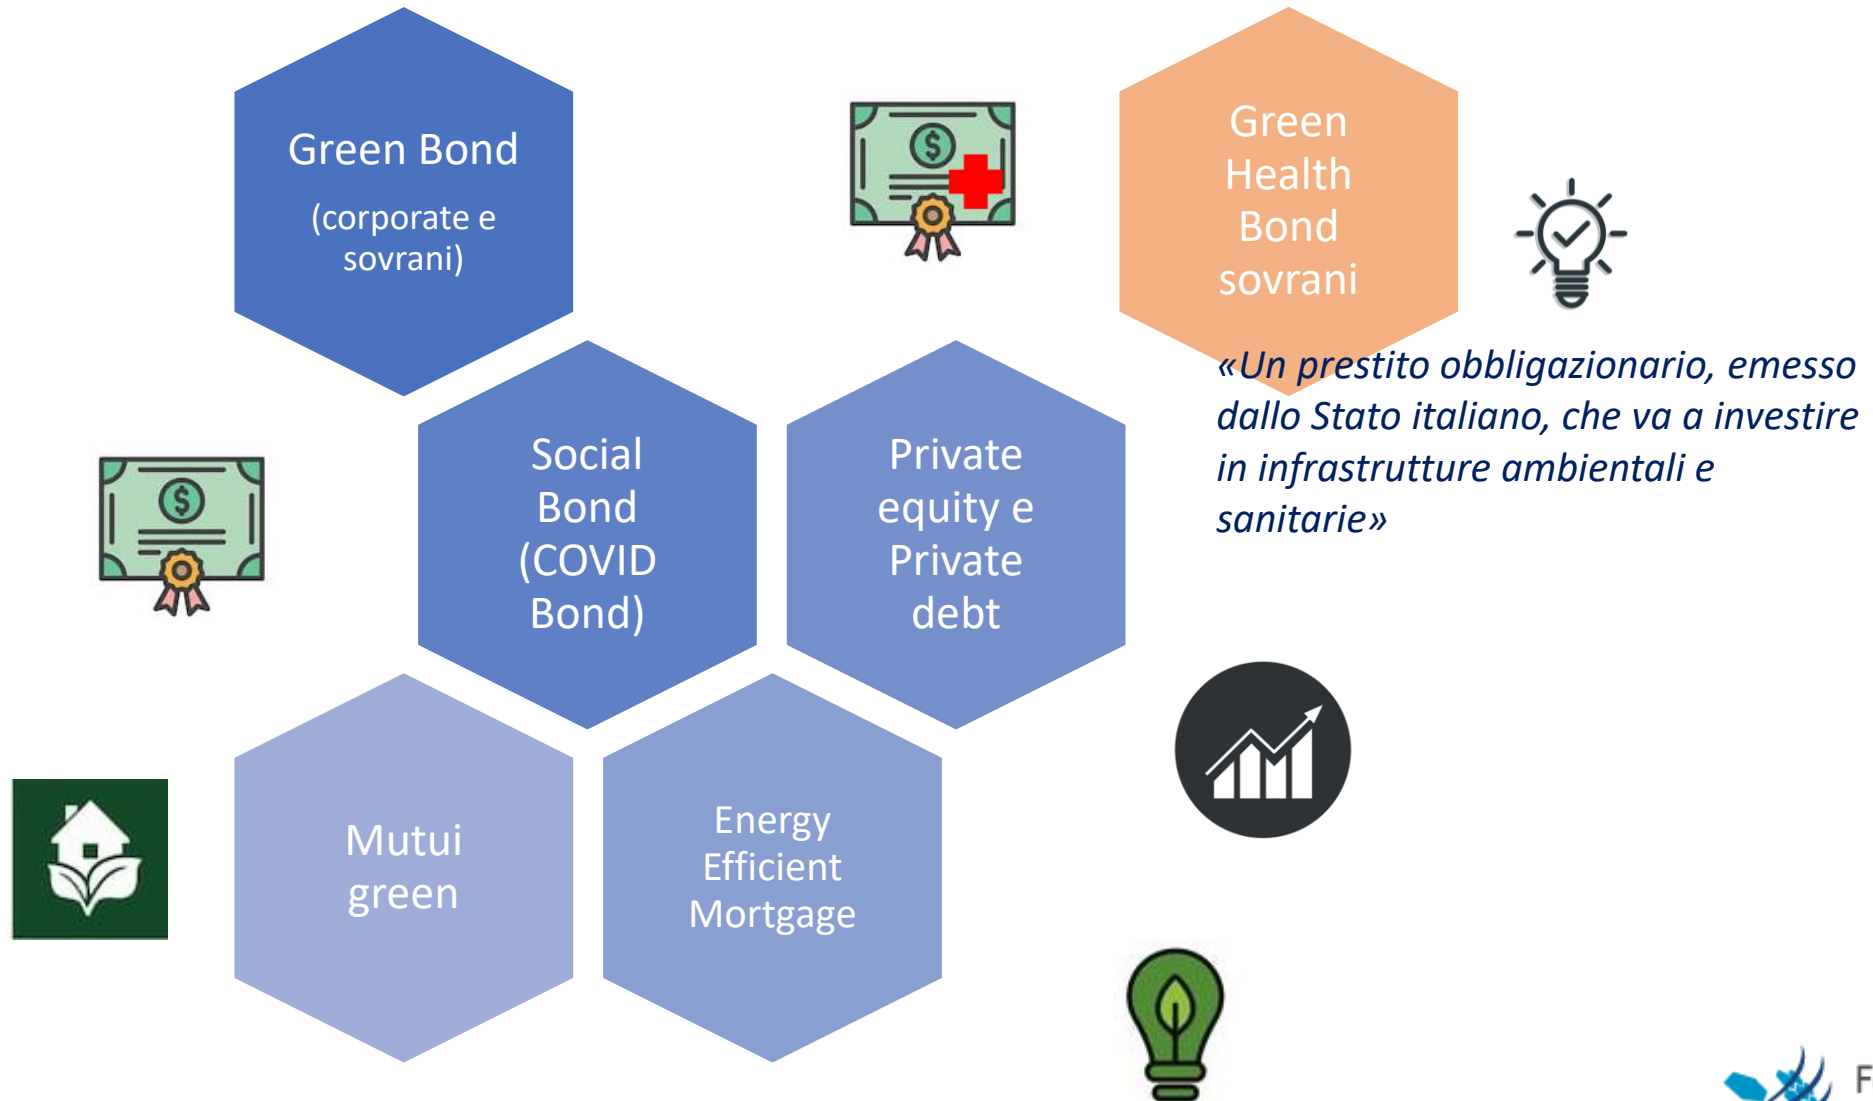 Green Bond
(corporate e
sovrani)
Green
Health
Bond
sovrani
«Un prestito obbligazionario, emesso
dallo Stato italiano, che va a investire
in infrastrutture ambientali e
sanitarie»
Social
Bond
(COVID
Bond)
Private
equity e
Private
debt
Mutui
green
Energy
Efficient
Mortgage
F